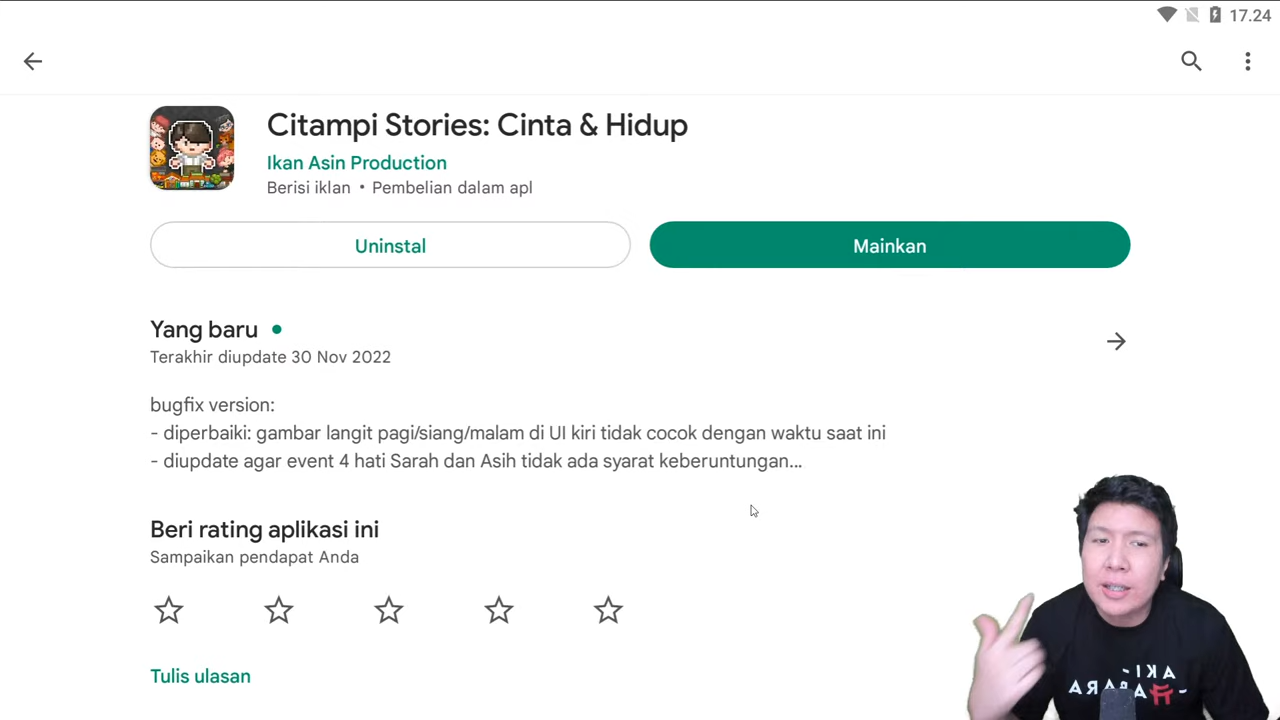 17.24
Citampi Stories: Cinta & Hidup
Ikan Asin Production
Berisi iklan • Pembelian dalam apl
Uninstal
Mainkan
Yang baru
Terakhir diupdate 30 Nov 2022
bugfix version:
- diperbaiki: gambar langit pagi/siang/malam di UI kiri tidak cocok dengan waktu saat ini
- diupdate agar event 4 hati Sarah dan Asih tidak ada syarat keberuntungan...
Beri rating aplikasi ini
Sampaikan pendapat Anda
Tulis ulasan